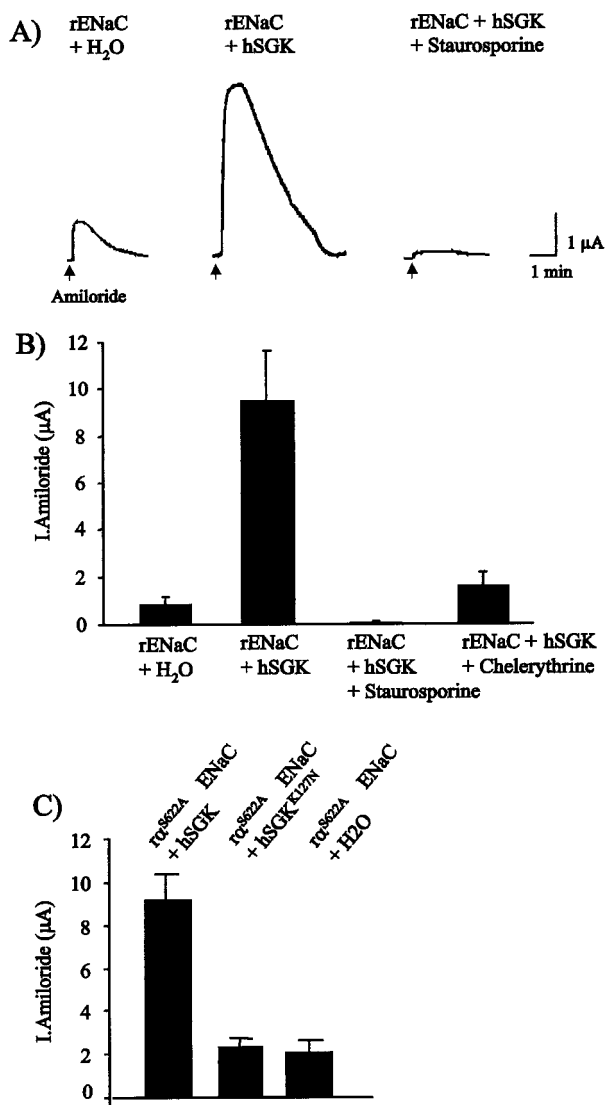 A)
rENaC
+ H₂O
rENaC
+ hSGK
rENaC + hSGK
+ Staurosporine
Amiloride
1 µA
1 min
B)
I.Amiloride (µA)
12
10
8
6
4
2
0
rENaC
+ H₂O
rENaC
+ hSGK
rENaC
+ hSGK
+ Staurosporine
rENaC + hSGK
+ Chelerythrine
C)
rα^S622A ENaC
+ hSGK
rα^S622A ENaC
+ hSGK^K127N
rα^S622A ENaC
+ H2O
I.Amiloride (µA)
12
10
8
6
4
2
0